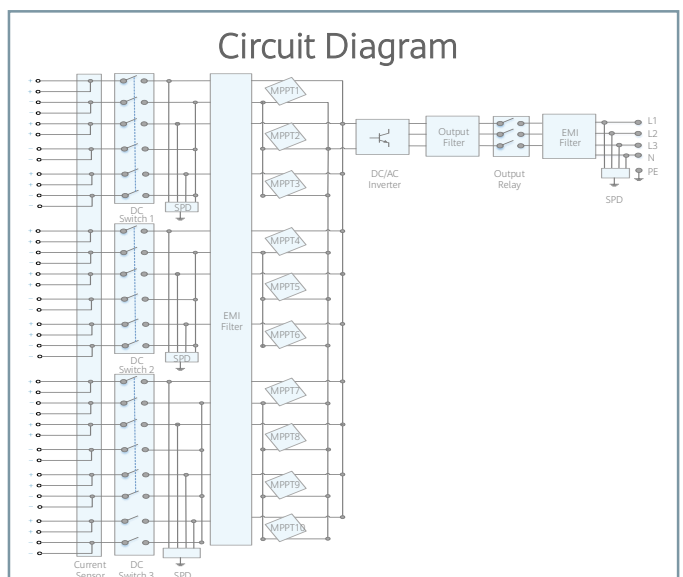 Circuit Diagram
MPPT1
MPPT2
MPPT3
SPD
DC
Switch 1
MPPT4
MPPT5
MPPT6
SPD
DC
Switch 2
EMI
Filter
MPPT7
MPPT8
MPPT9
MPPT10
Current
Sensor
DC
Switch 3
SPD
DC/AC
Inverter
Output
Filter
Output
Relay
EMI
Filter
L1
L2
L3
N
PE
SPD